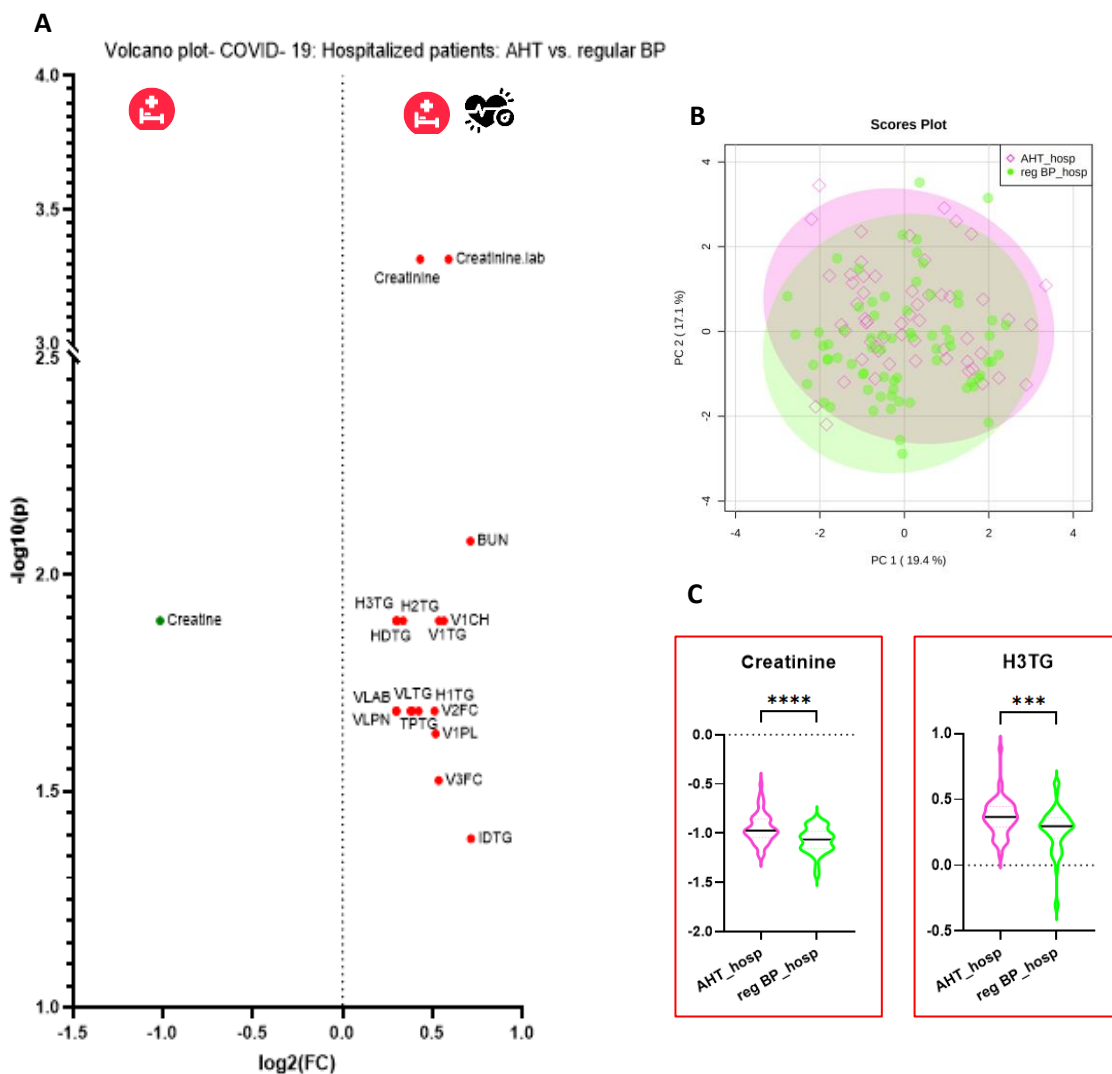 A
Volcano plot- COVID- 19: Hospitalized patients: AHT vs. regular BP
4.0
3.5
3.0
2.5
2.0
1.5
1.0
-log10(p)
Creatinine.lab
Creatinine
BUN
Creatine
H3TG
H2TG
V1CH
HDTG
V1TG
VLAB
VLTG
H1TG
V2FC
VLPN
TPTG
V1PL
V3FC
IDTG
-1.5 -1.0 -0.5 0.0 0.5 1.0
log2(FC)
B
Scores Plot
AHT_hosp
reg BP_hosp
4
2
0
-2
-4
PC 2 ( 17.1 %)
-4 -2 0 2 4
PC 1 ( 19.4 %)
C
Creatinine
****
0.0
-0.5
-1.0
-1.5
-2.0
AHT_hosp
reg BP_hosp
H3TG
***
1.0
0.5
0.0
-0.5
AHT_hosp
reg BP_hosp